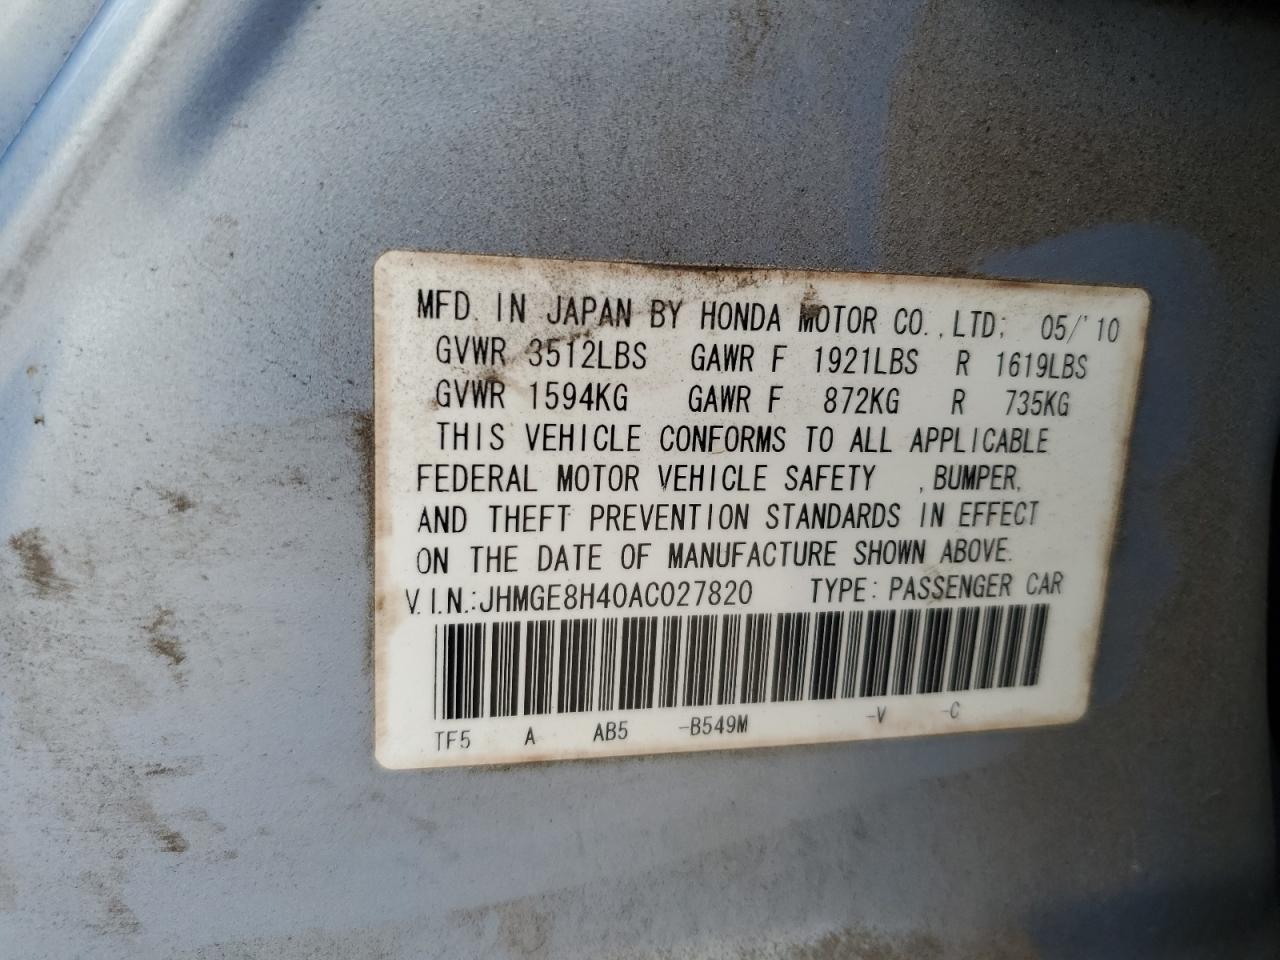 MFD. IN JAPAN BY HONDA MOTOR CO.,LTD; 05/'10
GVWR 3512LBS GAWR F 1921LBS R 1619LBS
GVWR 1594KG GAWR F 872KG R 735KG
THIS VEHICLE CONFORMS TO ALL APPLICABLE
FEDERAL MOTOR VEHICLE SAFETY ,BUMPER,
AND THEFT PREVENTION STANDARDS IN EFFECT
ON THE DATE OF MANUFACTURE SHOWN ABOVE.
V.I.N.:JHMGE8H40AC027820 TYPE: PASSENGER CAR
TF5 A AB5 -B549M -V -C